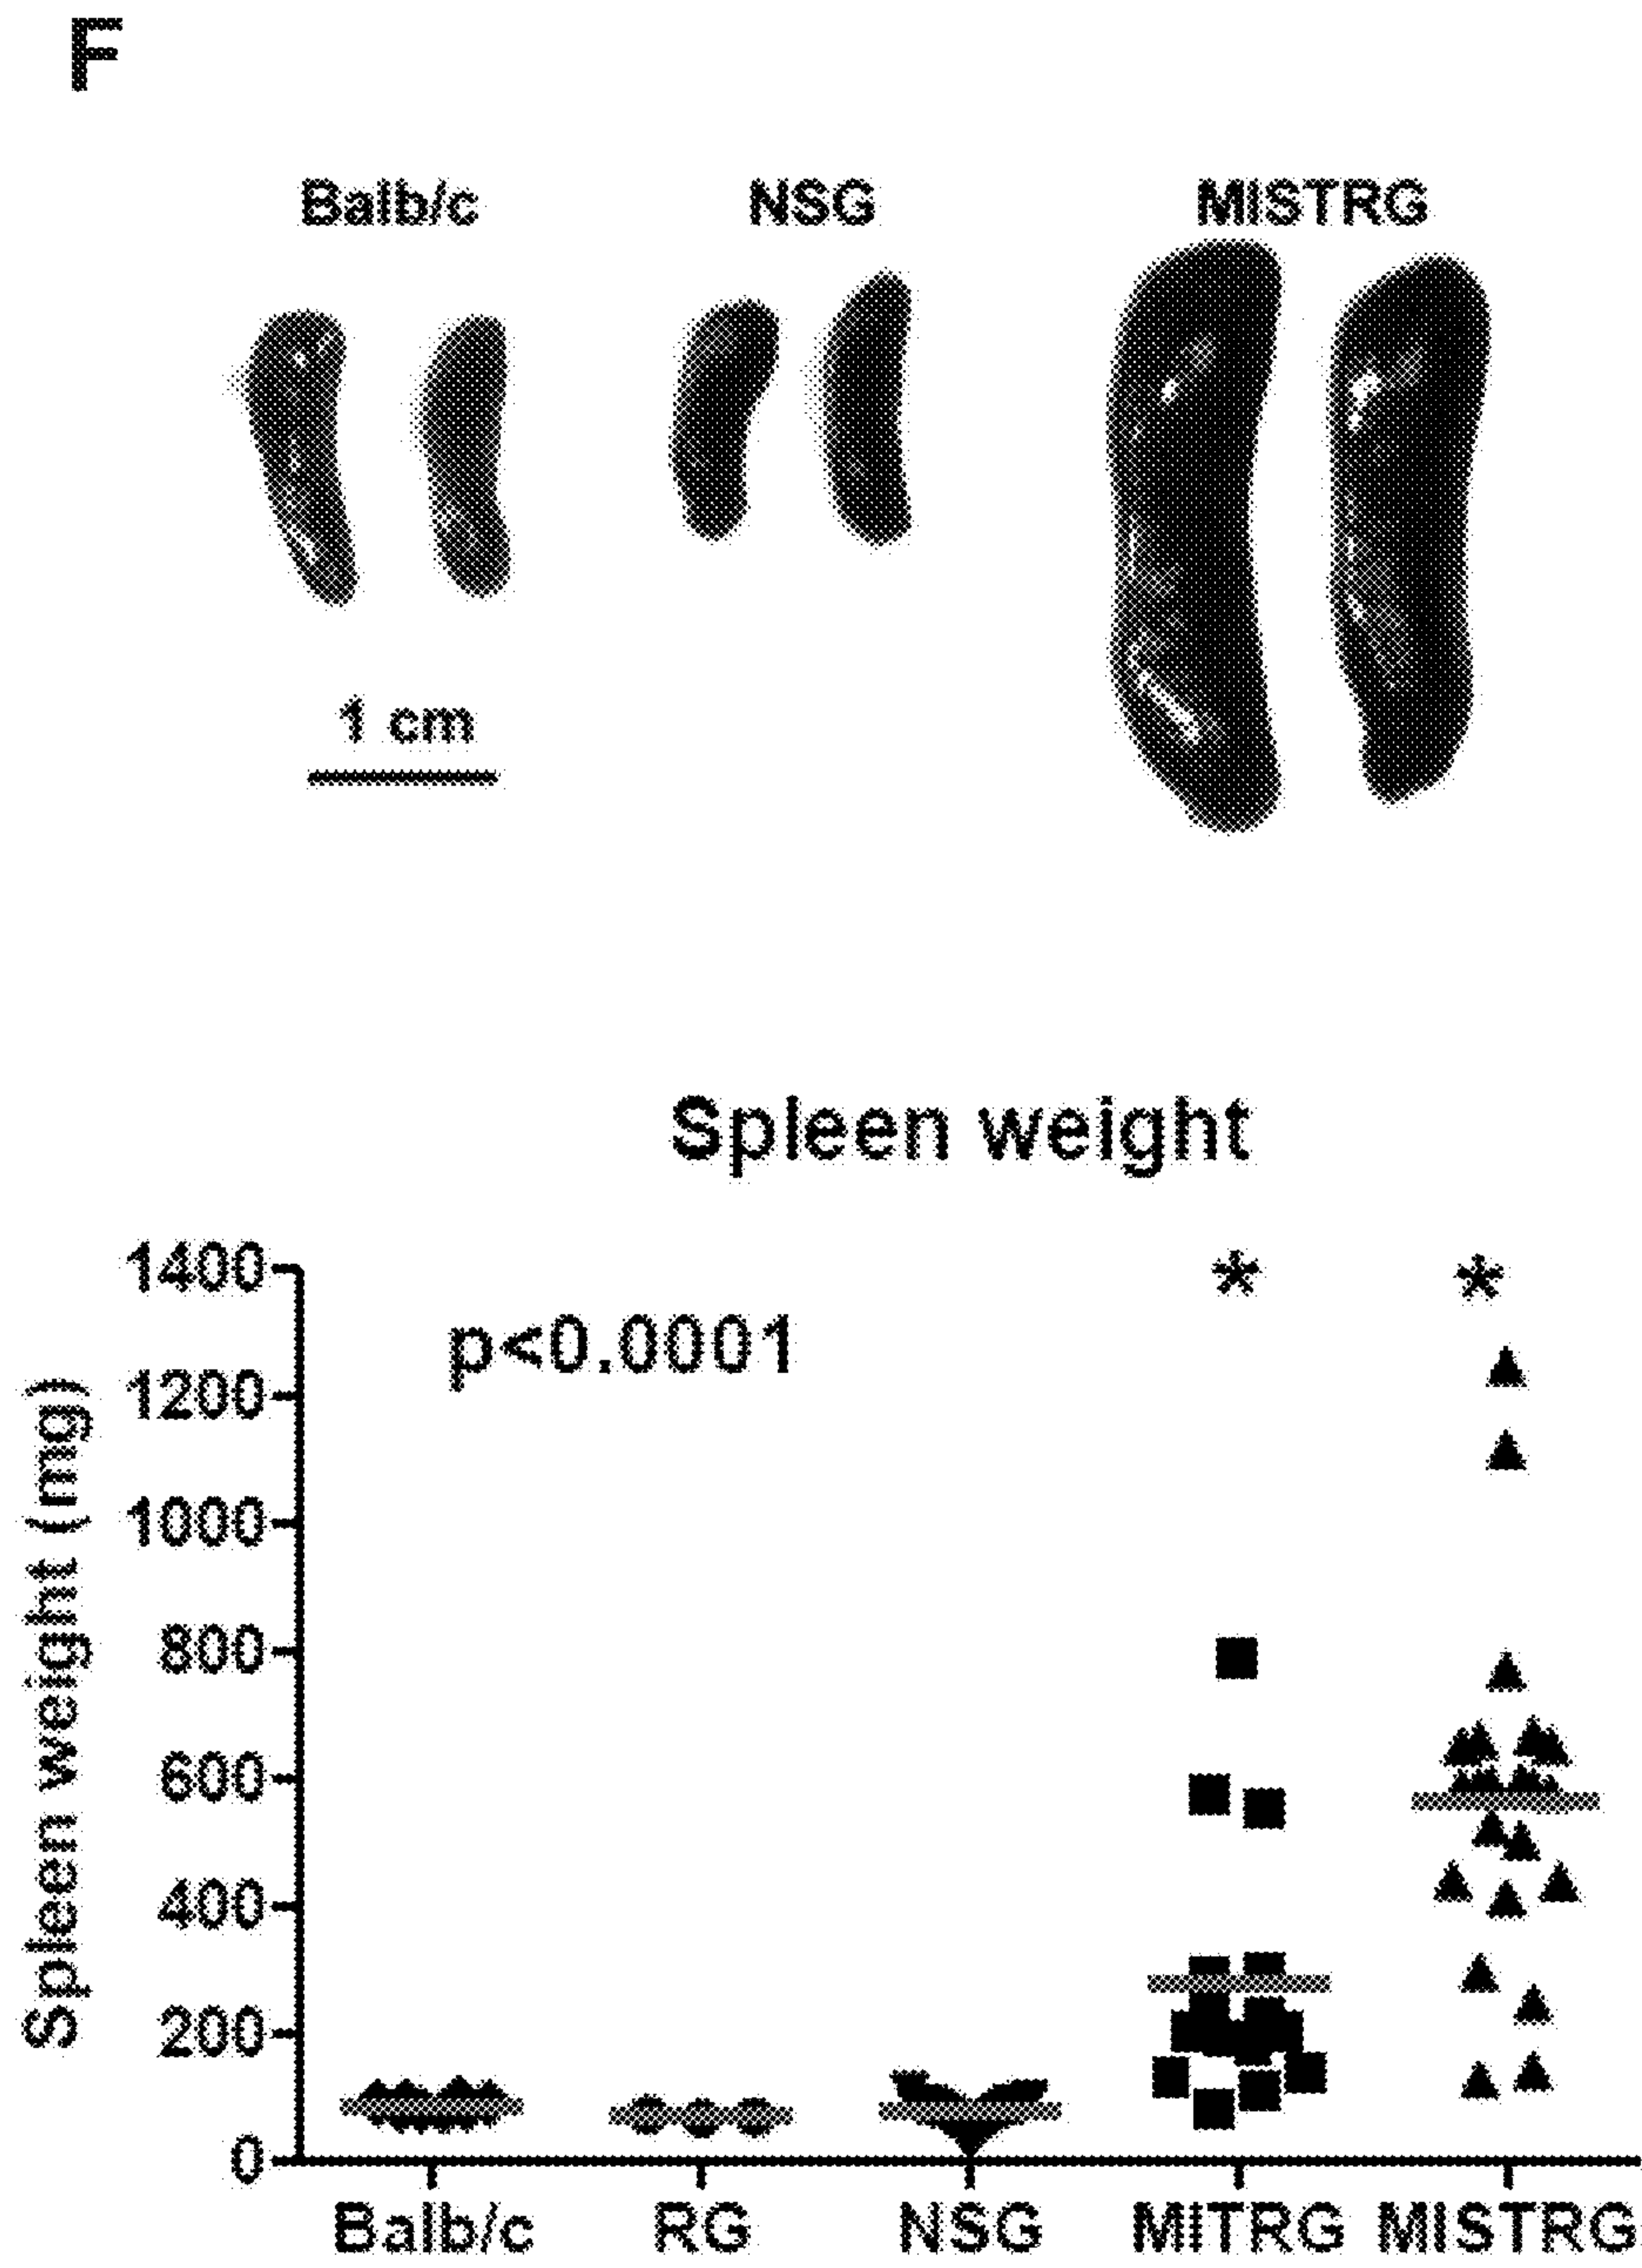 F
Balb/c NSG MISTRG
1 cm
Spleen weight
1400
* *
p<0.0001
1200
1000
800
600
400
200
0
Spleen weight (mg)
Balb/c RG NSG MITRG MISTRG